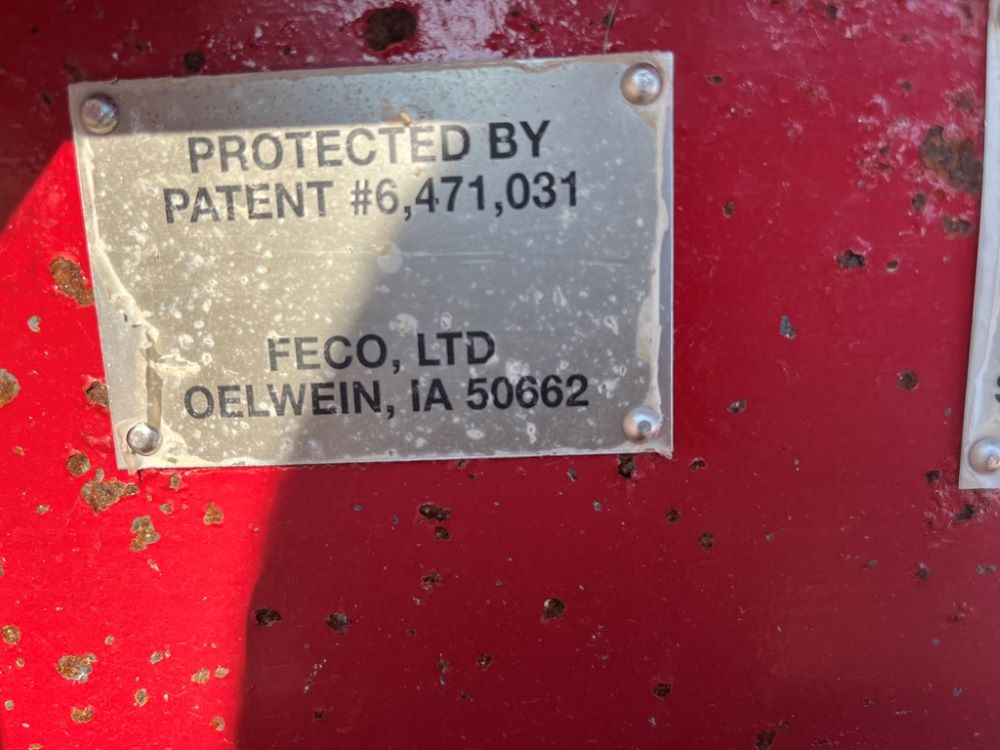 PROTECTED BY
PATENT #6,471,031
FECO, LTD
OELWEIN, IA 50662